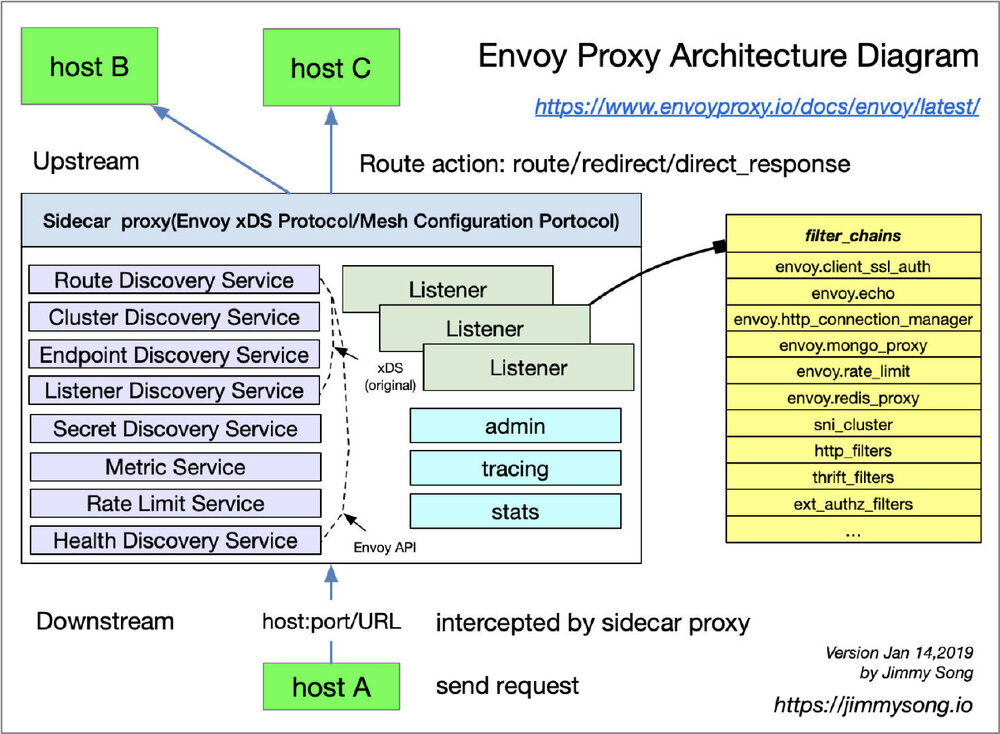 host B
host C
Envoy Proxy Architecture Diagram
https://www.envoyproxy.io/docs/envoy/latest/
Upstream
Route action: route/redirect/direct_response
Sidecar proxy(Envoy xDS Protocol/Mesh Configuration Portocol)
Route Discovery Service
Cluster Discovery Service
Endpoint Discovery Service
Listener Discovery Service
Secret Discovery Service
Metric Service
Rate Limit Service
Health Discovery Service
xDS
(original)
Envoy API
Listener
Listener
Listener
admin
tracing
stats
filter_chains
envoy.client_ssl_auth
envoy.echo
envoy.http_connection_manager
envoy.mongo_proxy
envoy.rate_limit
envoy.redis_proxy
sni_cluster
http_filters
thrift_filters
ext_authz_filters
...
Downstream
host:port/URL
intercepted by sidecar proxy
host A
send request
Version Jan 14,2019
by Jimmy Song
https://jimmysong.io